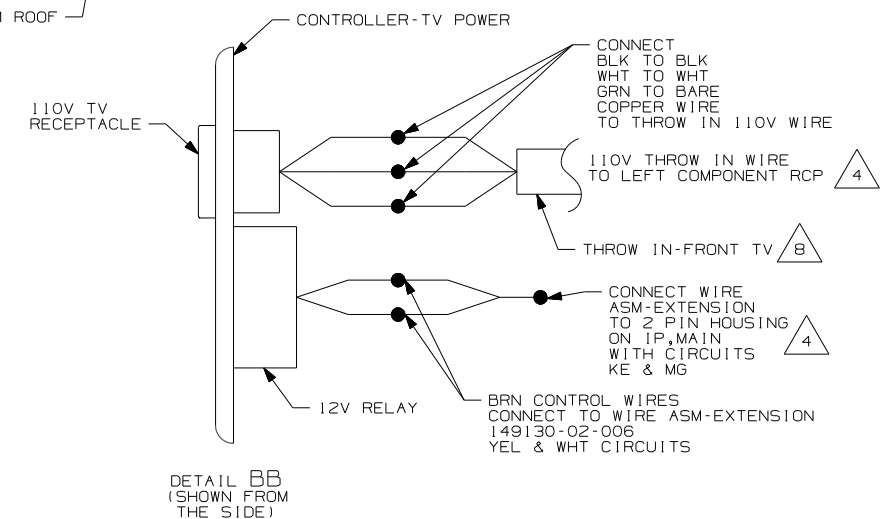 ROOF
CONTROLLER-TV POWER
110V TV
RECEPTACLE
CONNECT
BLK TO BLK
WHT TO WHT
GRN TO BARE
COPPER WIRE
TO THROW IN 110V WIRE
110V THROW IN WIRE
TO LEFT COMPONENT RCP
4
THROW IN-FRONT TV
8
CONNECT WIRE
ASM-EXTENSION
TO 2 PIN HOUSING
ON IP,MAIN
WITH CIRCUITS
KE & MG
4
12V RELAY
BRN CONTROL WIRES
CONNECT TO WIRE ASM-EXTENSION
149130-02-006
YEL & WHT CIRCUITS
DETAIL BB
(SHOWN FROM
THE SIDE)